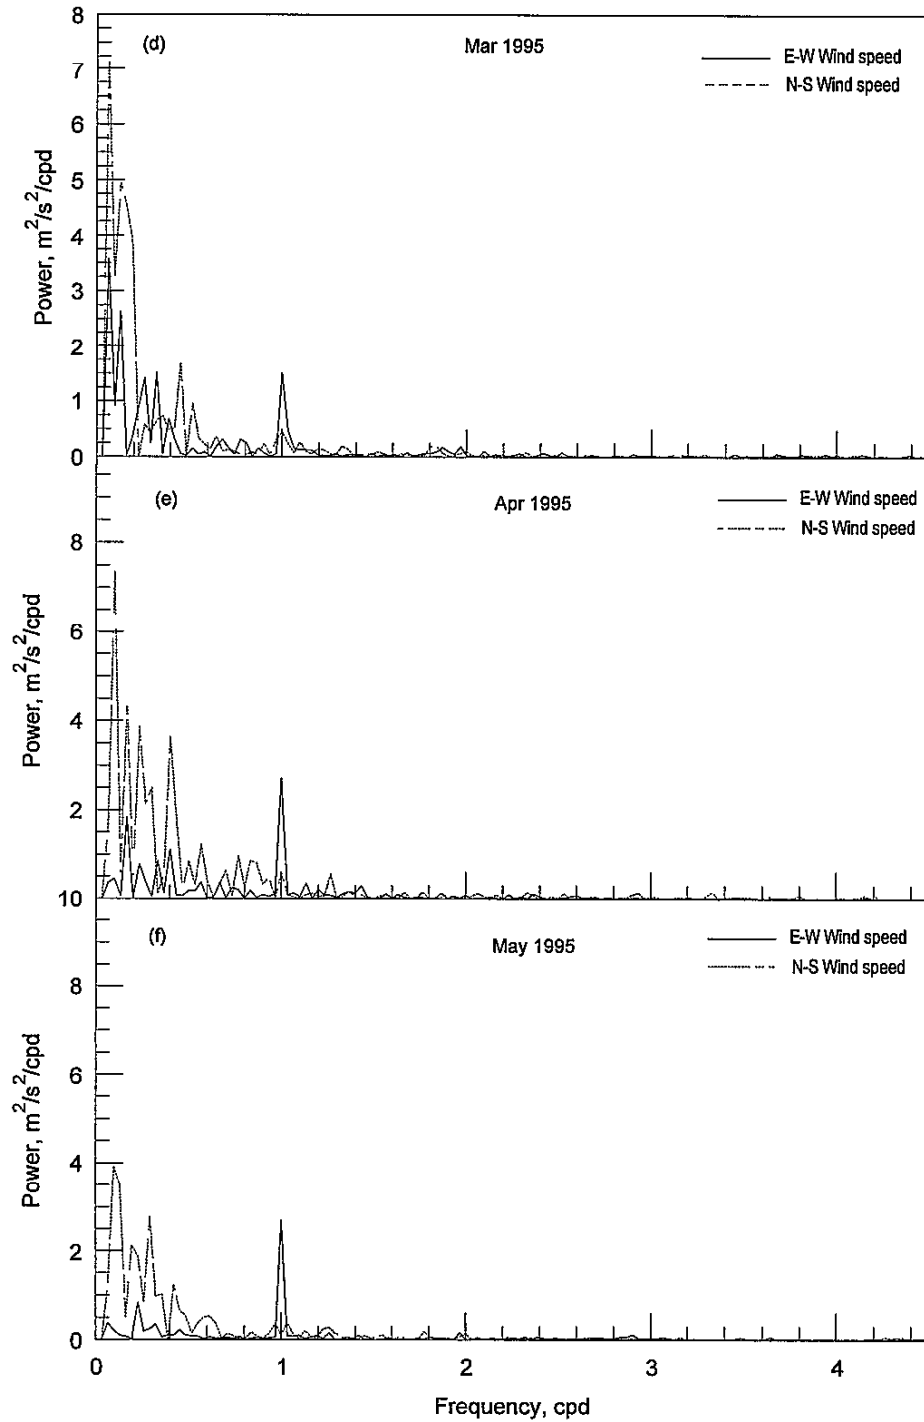 8
(d)
Mar 1995
E-W Wind speed
N-S Wind speed
7
6
5
4
3
2
1
0
Power, m²/s²/cpd
(e)
Apr 1995
E-W Wind speed
N-S Wind speed
8
6
4
2
10
Power, m²/s²/cpd
(f)
May 1995
E-W Wind speed
N-S Wind speed
8
6
4
2
0
Power, m²/s²/cpd
0 1 2 3 4
Frequency, cpd